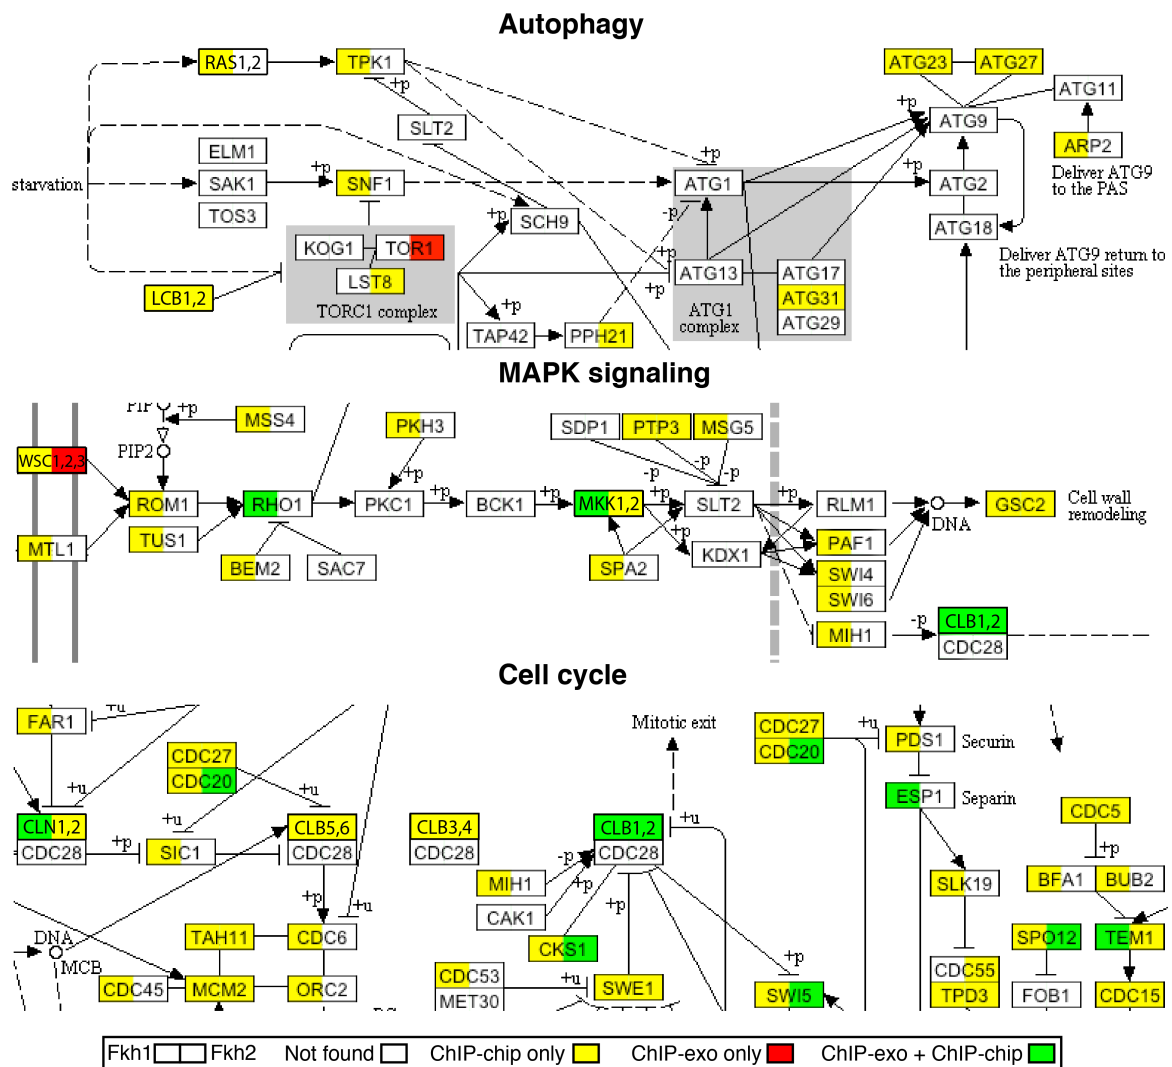 Autophagy
RAS1,2
TPK1
ATG23
ATG27
+p
SLT2
+p
ATG9
ATG11
ELM1
ARP2
starvation
SAK1
+p
SNF1
+p
ATG1
ATG2
Deliver ATG9
to the PAS
TOS3
+p
SCH9
-p
ATG18
KOG1
TOR1
+p
Deliver ATG9 return to
the peripheral sites
LST8
ATG13
ATG17
LCB1,2
+p
ATG31
TORC1 complex
+p
ATG1
complex
ATG29
TAP42
PPH21
MAPK signaling
PIP
+p
MSS4
PKH3
SDP1
PTP3
MSG5
PIP2
WSC1,2,3
+p
-p
-p
-p
ROM1
RHO1
PKC1
+p
BCK1
+p
MKK1,2
+p
SLT2
+p
RLM1
DNA
GSC2
Cell wall
remodeling
MTL1
TUS1
+p
KDX1
PAF1
BEM2
SAC7
SPA2
SWI4
SWI6
MIH1
-p
CLB1,2
CDC28
Cell cycle
FAR1
+u
Mitotic exit
CDC27
+u
PDS1
Securin
CDC27
CDC20
CDC20
+u
+u
ESP1
Separin
CDC5
CLN1,2
+u
CLB5,6
CLB3,4
CLB1,2
+u
CDC28
+p
SIC1
CDC28
CDC28
-p
CDC28
+p
MIH1
+p
SLK19
BFA1
BUB2
+p
+u
CAK1
+p
DNA
MCB
TAH11
CDC6
CKS1
SPO12
TEM1
CDC45
MCM2
ORC2
CDC53
+u
SWE1
+p
SWI5
CDC55
FOB1
CDC15
MET30
TPD3
Fkh1
Fkh2
Not found
ChIP-chip only
ChIP-exo only
ChIP-exo + ChIP-chip